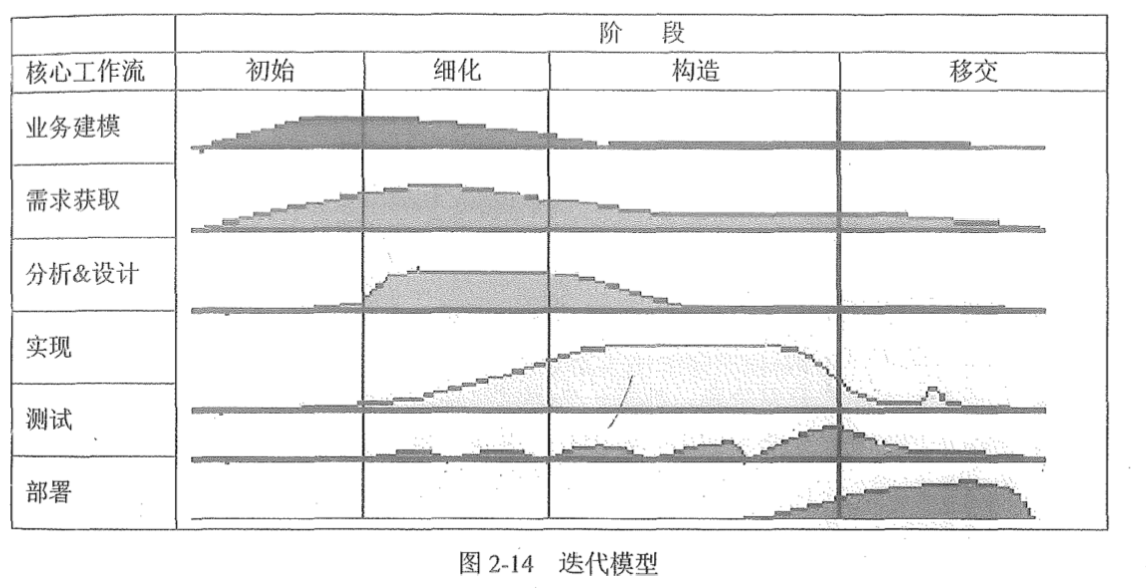 阶 段
核心工作流 初始 细化 构造 移交
业务建模
需求获取
分析&设计
实现
测试
部署
图 2-14 迭代模型